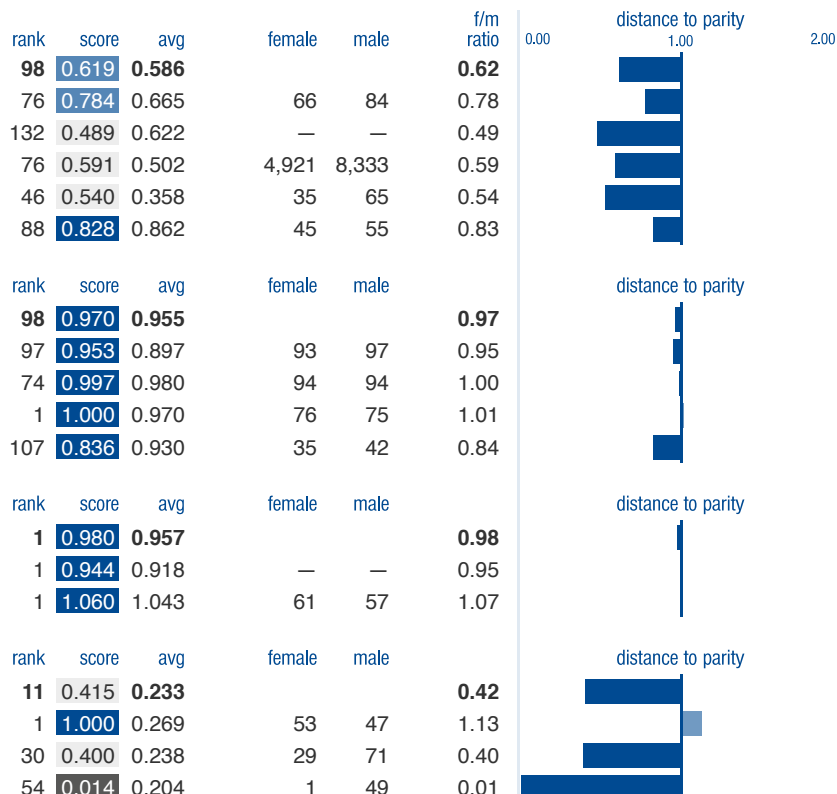 f/m distance to parity
rank score avg female male ratio 0.00 1.00 2.00
98 0.619 0.586 0.62
76 0.784 0.665 66 84 0.78
132 0.489 0.622 — — 0.49
76 0.591 0.502 4,921 8,333 0.59
46 0.540 0.358 35 65 0.54
88 0.828 0.862 45 55 0.83
rank score avg female male distance to parity
98 0.970 0.955 0.97
97 0.953 0.897 93 97 0.95
74 0.997 0.980 94 94 1.00
1 1.000 0.970 76 75 1.01
107 0.836 0.930 35 42 0.84
rank score avg female male distance to parity
1 0.980 0.957 0.98
1 0.944 0.918 — — 0.95
1 1.060 1.043 61 57 1.07
rank score avg female male distance to parity
11 0.415 0.233 0.42
1 1.000 0.269 53 47 1.13
30 0.400 0.238 29 71 0.40
54 0.014 0.204 1 49 0.01